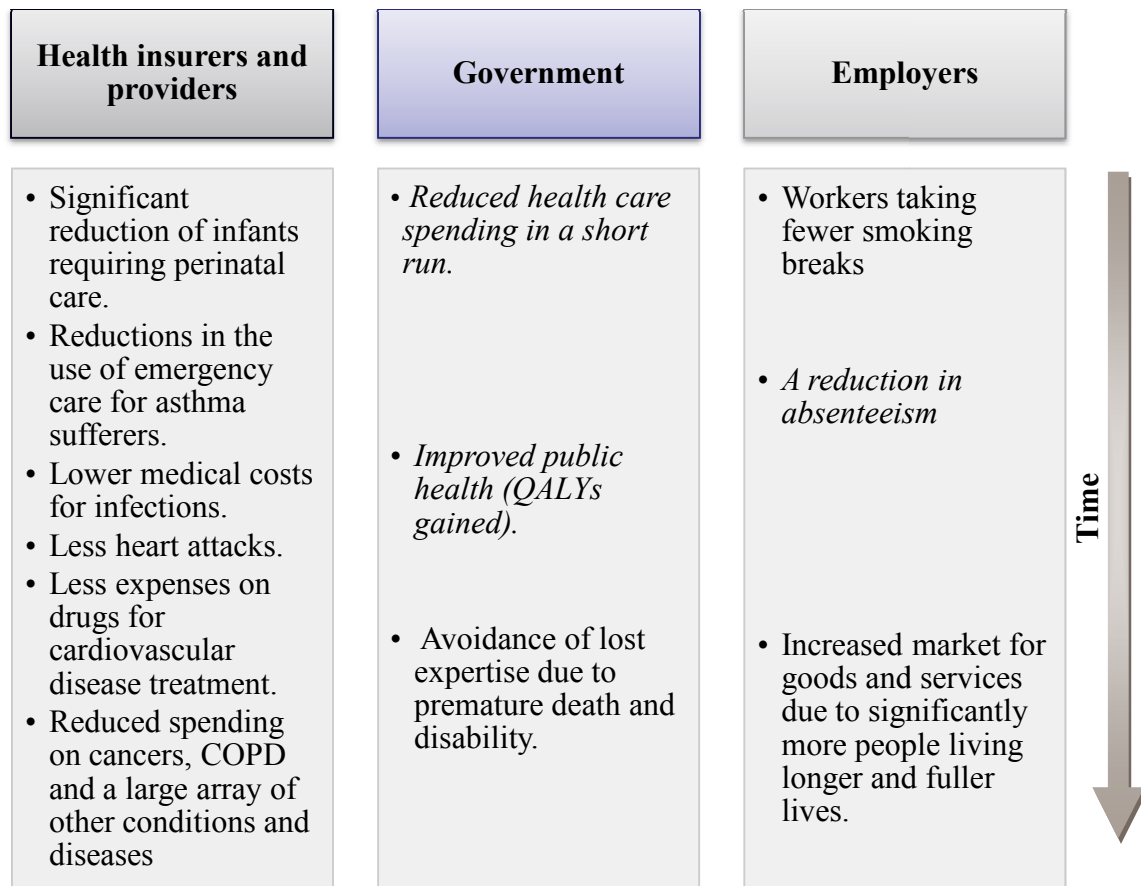 Health insurers and
providers
Government
Employers
• Significant
reduction of infants
requiring perinatal
care.
• Reductions in the
use of emergency
care for asthma
sufferers.
• Lower medical costs
for infections.
• Less heart attacks.
• Less expenses on
drugs for
cardiovascular
disease treatment.
• Reduced spending
on cancers, COPD
and a large array of
other conditions and
diseases
• Reduced health care
spending in a short
run.
• Improved public
health (QALYs
gained).
• Avoidance of lost
expertise due to
premature death and
disability.
• Workers taking
fewer smoking
breaks
• A reduction in
absenteeism
• Increased market for
goods and services
due to significantly
more people living
longer and fuller
lives.
Time